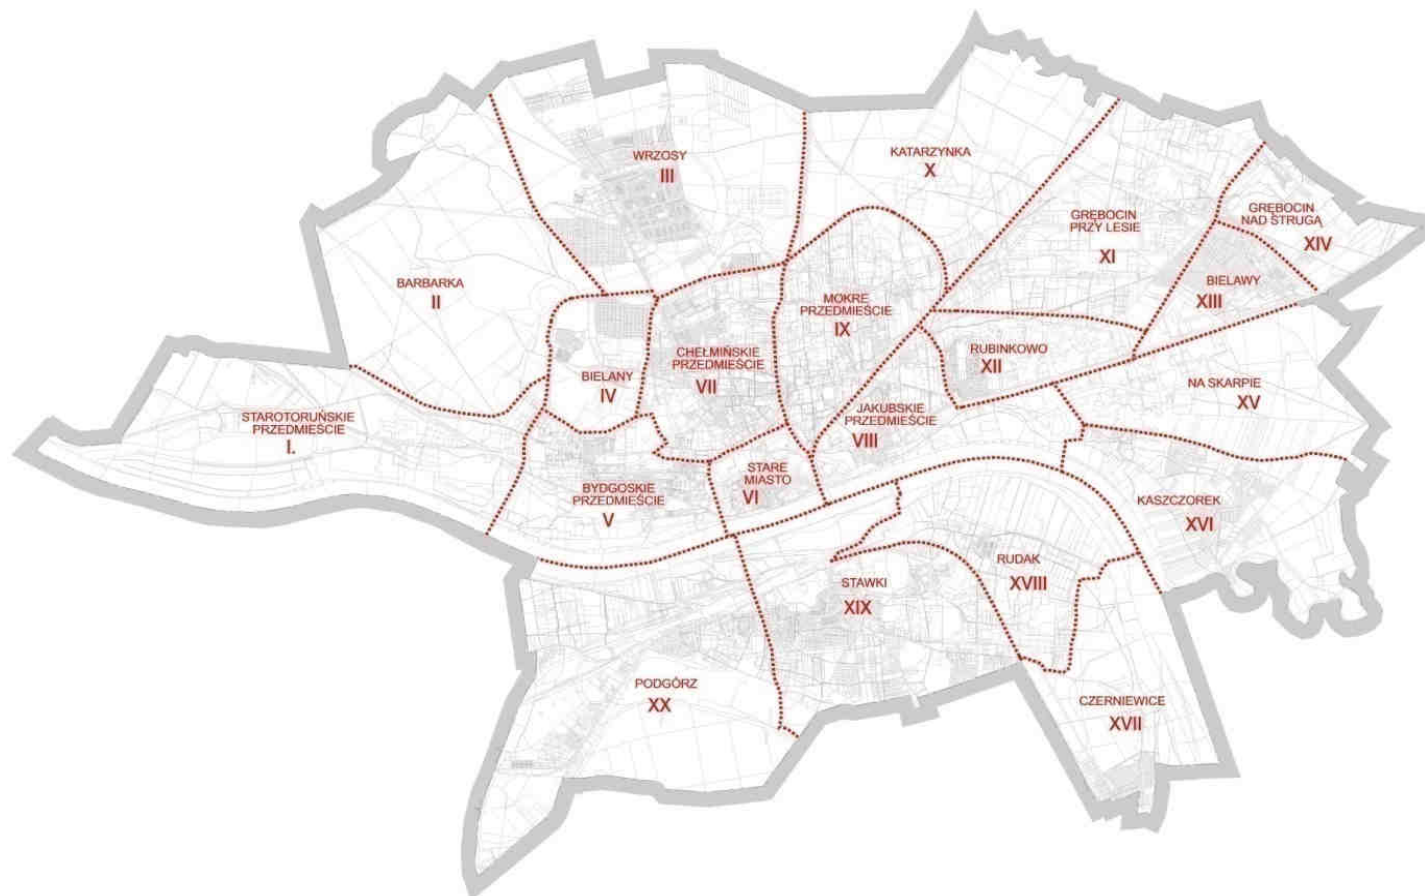 WRZOSY
III
KATARZYNKA
X
GRĘBOCIN
PRZY LESIE
XI
GRĘBOCIN
NAD STRUGĄ
XIV
BARBARKA
II
BIELAWY
XIII
MOKRE
PRZEDMIEŚCIE
IX
CHEŁMIŃSKIE
PRZEDMIEŚCIE
VII
RUBINKOWO
XII
BIELANY
IV
NA SKARPIE
XV
STAROTORUŃSKIE
PRZEDMIEŚCIE
I.
JAKUBSKIE
PRZEDMIEŚCIE
VIII
STARE
MIASTO
VI
BYDGOSKIE
PRZEDMIEŚCIE
V
KASZCZOREK
XVI
RUDAK
XVIII
STAWKI
XIX
PODGÓRZ
XX
CZERNIEWICE
XVII